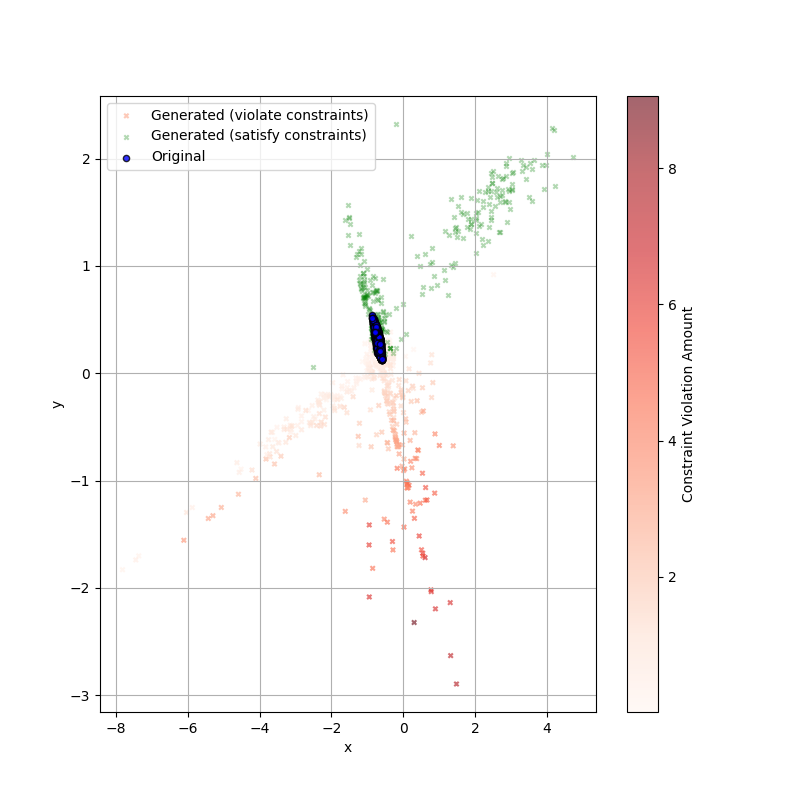 Generated (violate constraints)
Generated (satisfy constraints)
Original
2
1
0
−1
−2
−3
y
−8
−6
−4
−2
0
2
4
x
8
6
4
2
Constraint Violation Amount